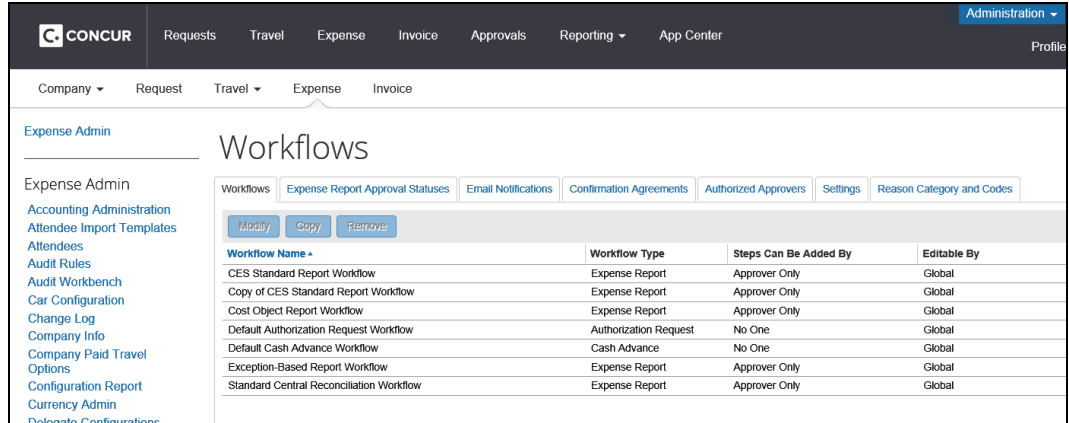 Administration
C. CONCUR Requests Travel Expense Invoice Approvals Reporting App Center
Profile
Company Request Travel Expense Invoice
Expense Admin
Workflows
Expense Admin
Accounting Administration
Attendee Import Templates
Attendees
Audit Rules
Audit Workbench
Car Configuration
Change Log
Company Info
Company Paid Travel
Options
Configuration Report
Currency Admin
Delegate Configurations
Workflows Expense Report Approval Statuses Email Notifications Confirmation Agreements Authorized Approvers Settings Reason Category and Codes
Modify Copy Remove
Workflow Name Workflow Type Steps Can Be Added By Editable By
CES Standard Report Workflow Expense Report Approver Only Global
Copy of CES Standard Report Workflow Expense Report Approver Only Global
Cost Object Report Workflow Expense Report Approver Only Global
Default Authorization Request Workflow Authorization Request No One Global
Default Cash Advance Workflow Cash Advance No One Global
Exception-Based Report Workflow Expense Report Approver Only Global
Standard Central Reconciliation Workflow Expense Report Approver Only Global